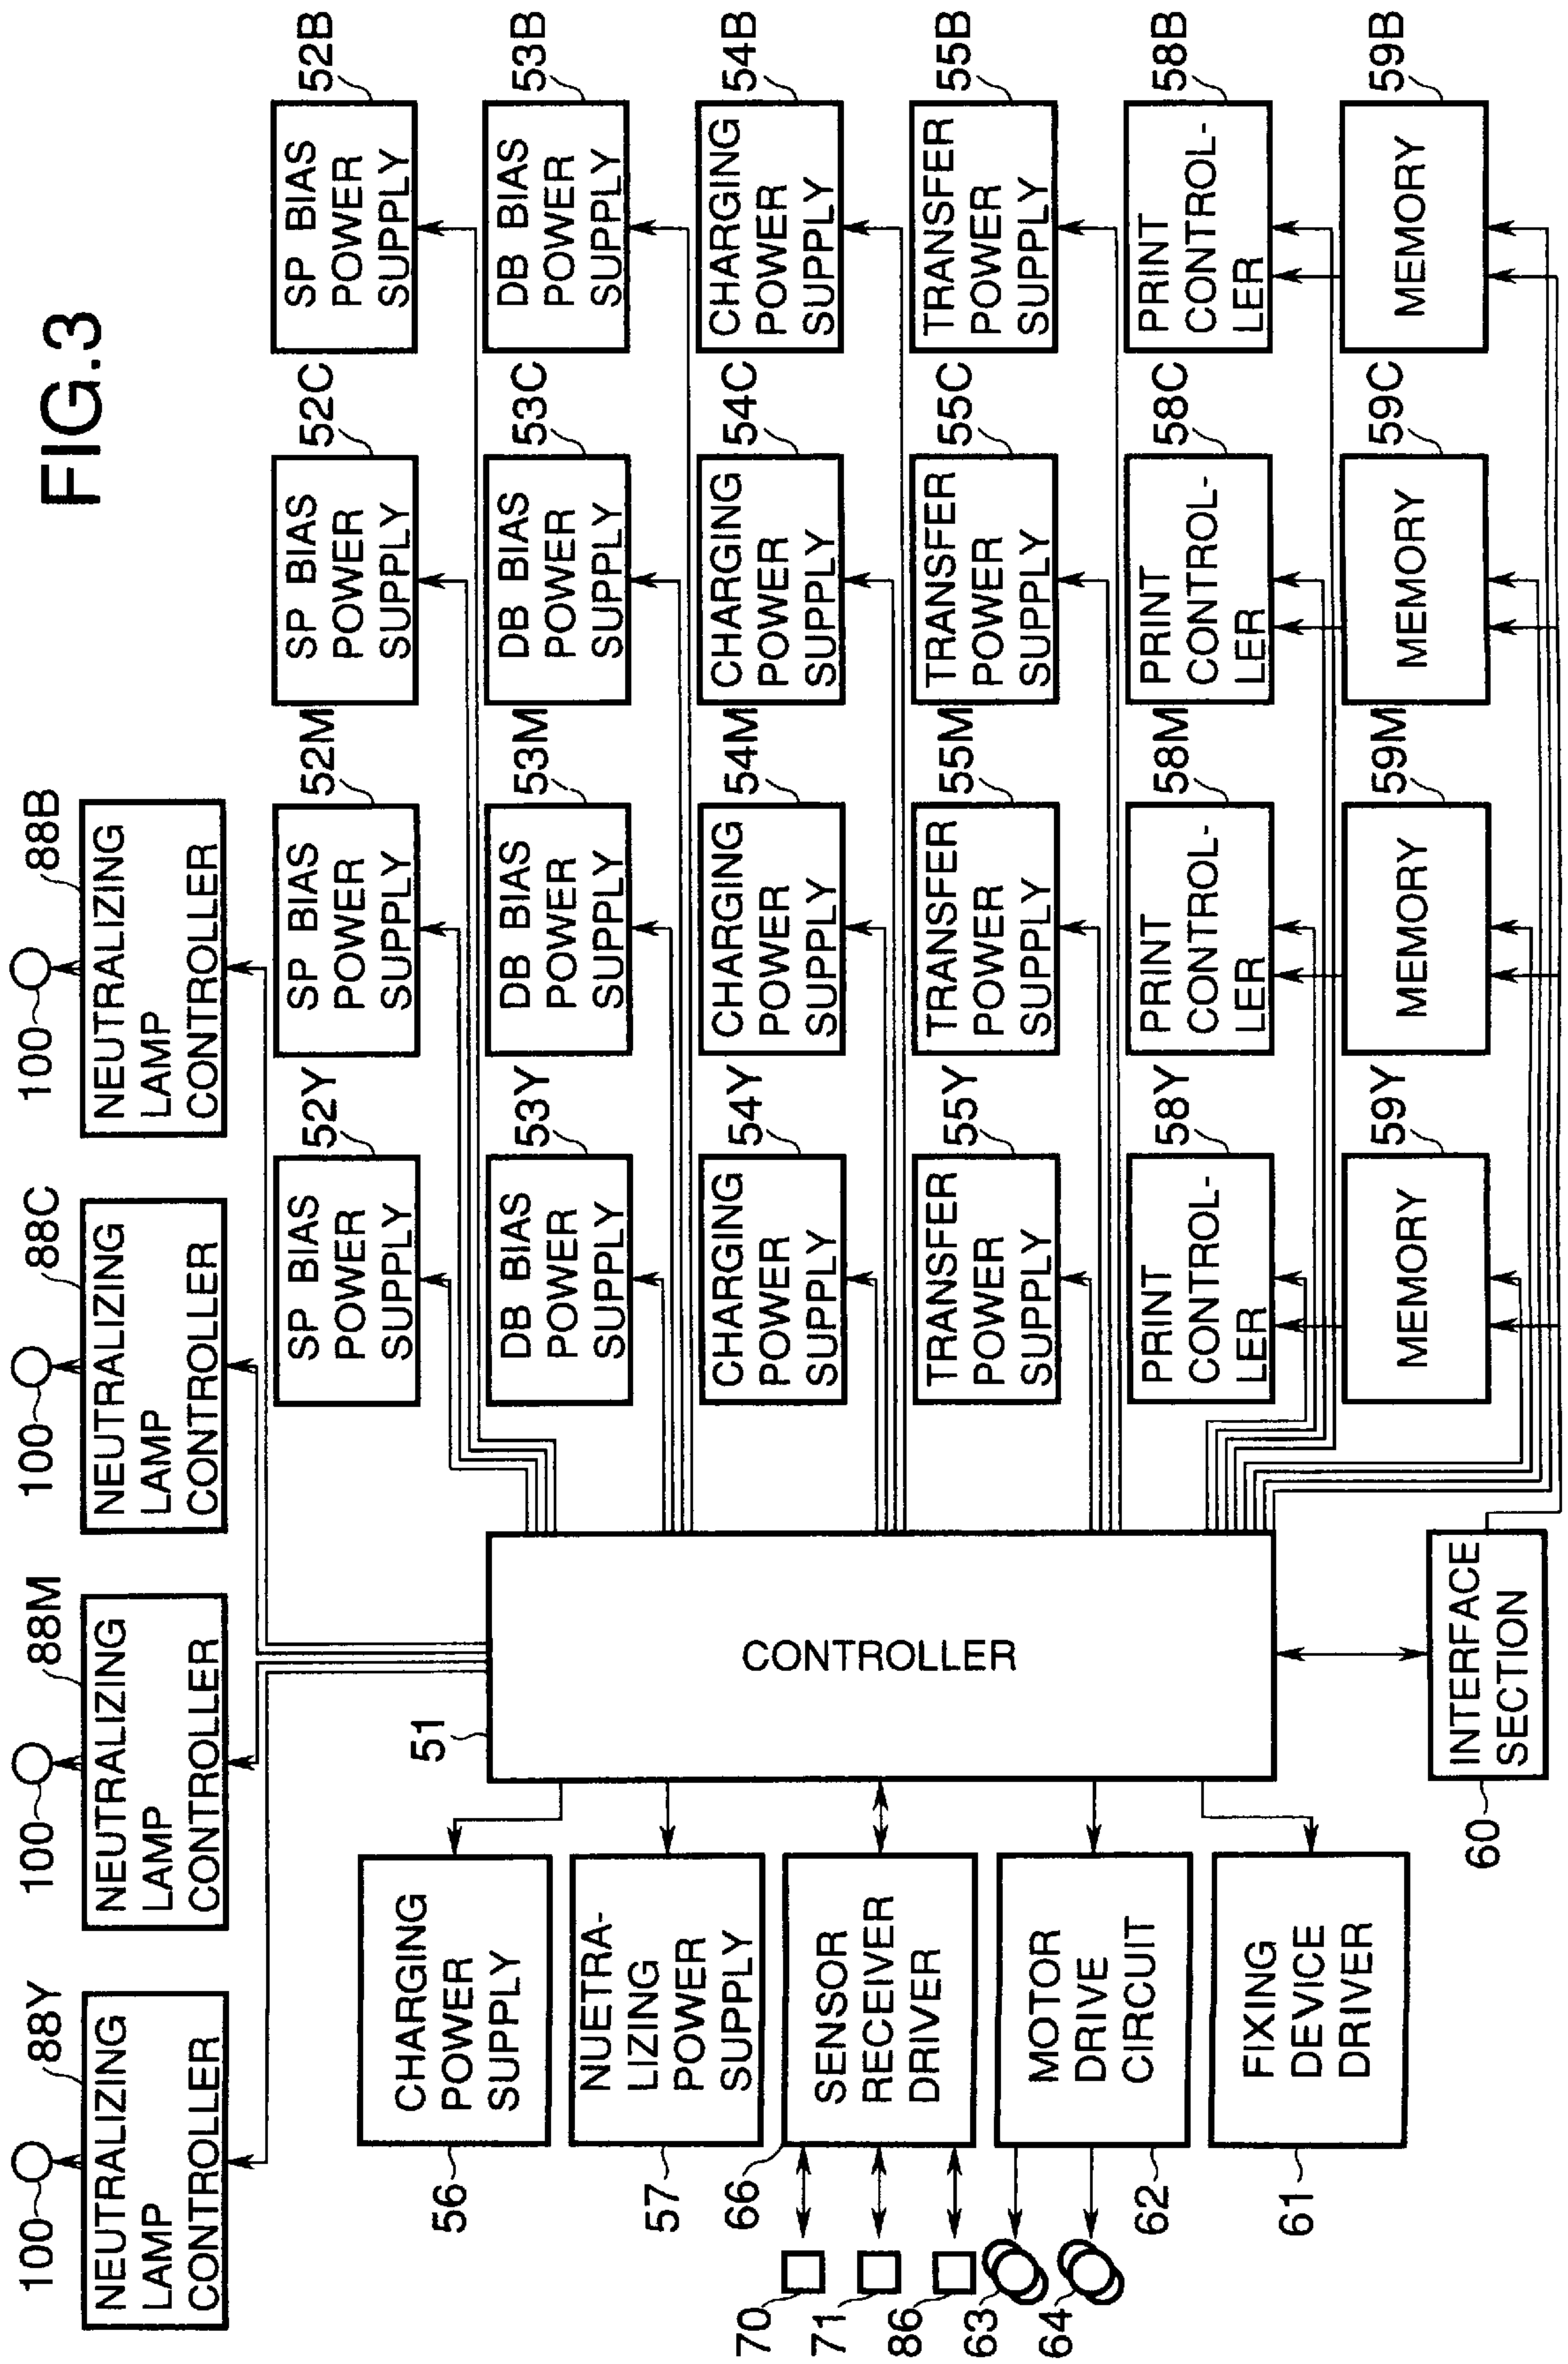 FIG.3
100
100
100
100
88Y
88M
88C
88B
NEUTRALIZING
LAMP
CONTROLLER
NEUTRALIZING
LAMP
CONTROLLER
NEUTRALIZING
LAMP
CONTROLLER
NEUTRALIZING
LAMP
CONTROLLER
52Y
52M
52C
52B
SP BIAS
POWER
SUPPLY
SP BIAS
POWER
SUPPLY
SP BIAS
POWER
SUPPLY
SP BIAS
POWER
SUPPLY
53Y
53M
53C
53B
DB BIAS
POWER
SUPPLY
DB BIAS
POWER
SUPPLY
DB BIAS
POWER
SUPPLY
DB BIAS
POWER
SUPPLY
54Y
54M
54C
54B
CHARGING
POWER
SUPPLY
CHARGING
POWER
SUPPLY
CHARGING
POWER
SUPPLY
CHARGING
POWER
SUPPLY
55Y
55M
55C
55B
TRANSFER
POWER
SUPPLY
TRANSFER
POWER
SUPPLY
TRANSFER
POWER
SUPPLY
TRANSFER
POWER
SUPPLY
58Y
58M
58C
58B
PRINT
CONTROL-
LER
PRINT
CONTROL-
LER
PRINT
CONTROL-
LER
PRINT
CONTROL-
LER
59Y
59M
59C
59B
MEMORY
MEMORY
MEMORY
MEMORY
51
CONTROLLER
56
CHARGING
POWER
SUPPLY
57
NUETRA-
LIZING
POWER
SUPPLY
66
SENSOR
RECEIVER
DRIVER
70
71
86
63
64
62
MOTOR
DRIVE
CIRCUIT
61
FIXING
DEVICE
DRIVER
60
INTERFACE
SECTION